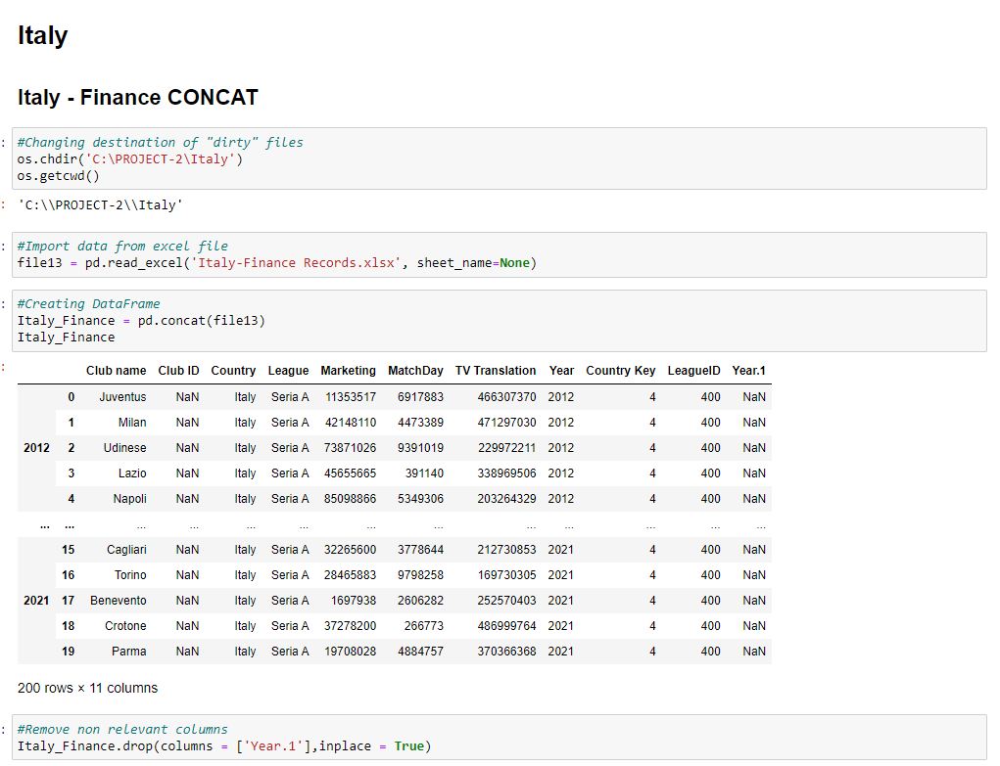 Italy
Italy - Finance CONCAT
: #Changing destination of "dirty" files
os.chdir('C:\PROJECT-2\Italy')
os.getcwd()
: 'C:\\PROJECT-2\\Italy'
: #Import data from excel file
file13 = pd.read_excel('Italy-Finance Records.xlsx', sheet_name=None)
: #Creating DataFrame
Italy_Finance = pd.concat(file13)
Italy_Finance
:
Club name Club ID Country League Marketing MatchDay TV Translation Year Country Key LeagueID Year.1
0 Juventus NaN Italy Seria A 11353517 6917883 466307370 2012 4 400 NaN
1 Milan NaN Italy Seria A 42148110 4473389 471297030 2012 4 400 NaN
2012 2 Udinese NaN Italy Seria A 73871026 9391019 229972211 2012 4 400 NaN
3 Lazio NaN Italy Seria A 45655665 391140 338969506 2012 4 400 NaN
4 Napoli NaN Italy Seria A 85098866 5349306 203264329 2012 4 400 NaN
... ... ... ... ... ... ... ... ... ... ... ... ...
15 Cagliari NaN Italy Seria A 32265600 3778644 212730853 2021 4 400 NaN
16 Torino NaN Italy Seria A 28465883 9798258 169730305 2021 4 400 NaN
2021 17 Benevento NaN Italy Seria A 1697938 2606282 252570403 2021 4 400 NaN
18 Crotone NaN Italy Seria A 37278200 266773 486999764 2021 4 400 NaN
19 Parma NaN Italy Seria A 19708028 4884757 370366368 2021 4 400 NaN
200 rows × 11 columns
: #Remove non relevant columns
Italy_Finance.drop(columns = ['Year.1'],inplace = True)